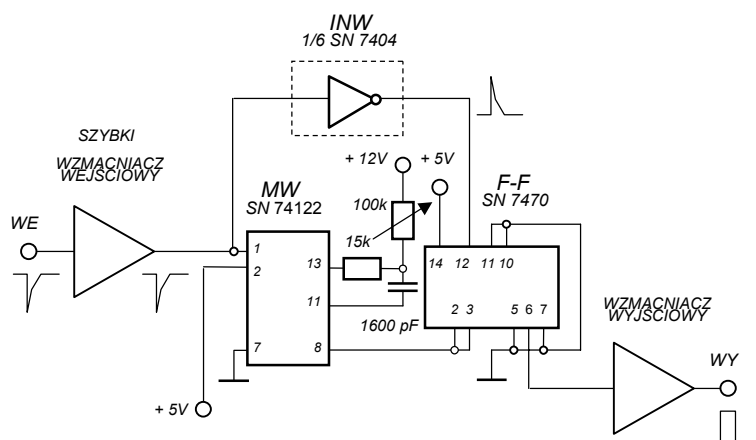 INW
1/6 SN 7404
SZYBKI
WZMACNIACZ
WEJŚCIOWY
+ 12V
+ 5V
F-F
SN 7470
MW
SN 74122
100k
15k
WE
1
2
13
11
7
8
14
12
11
10
2
3
5
6
7
1600 pF
WZMACNIACZ
WYJŚCIOWY
WY
+ 5V